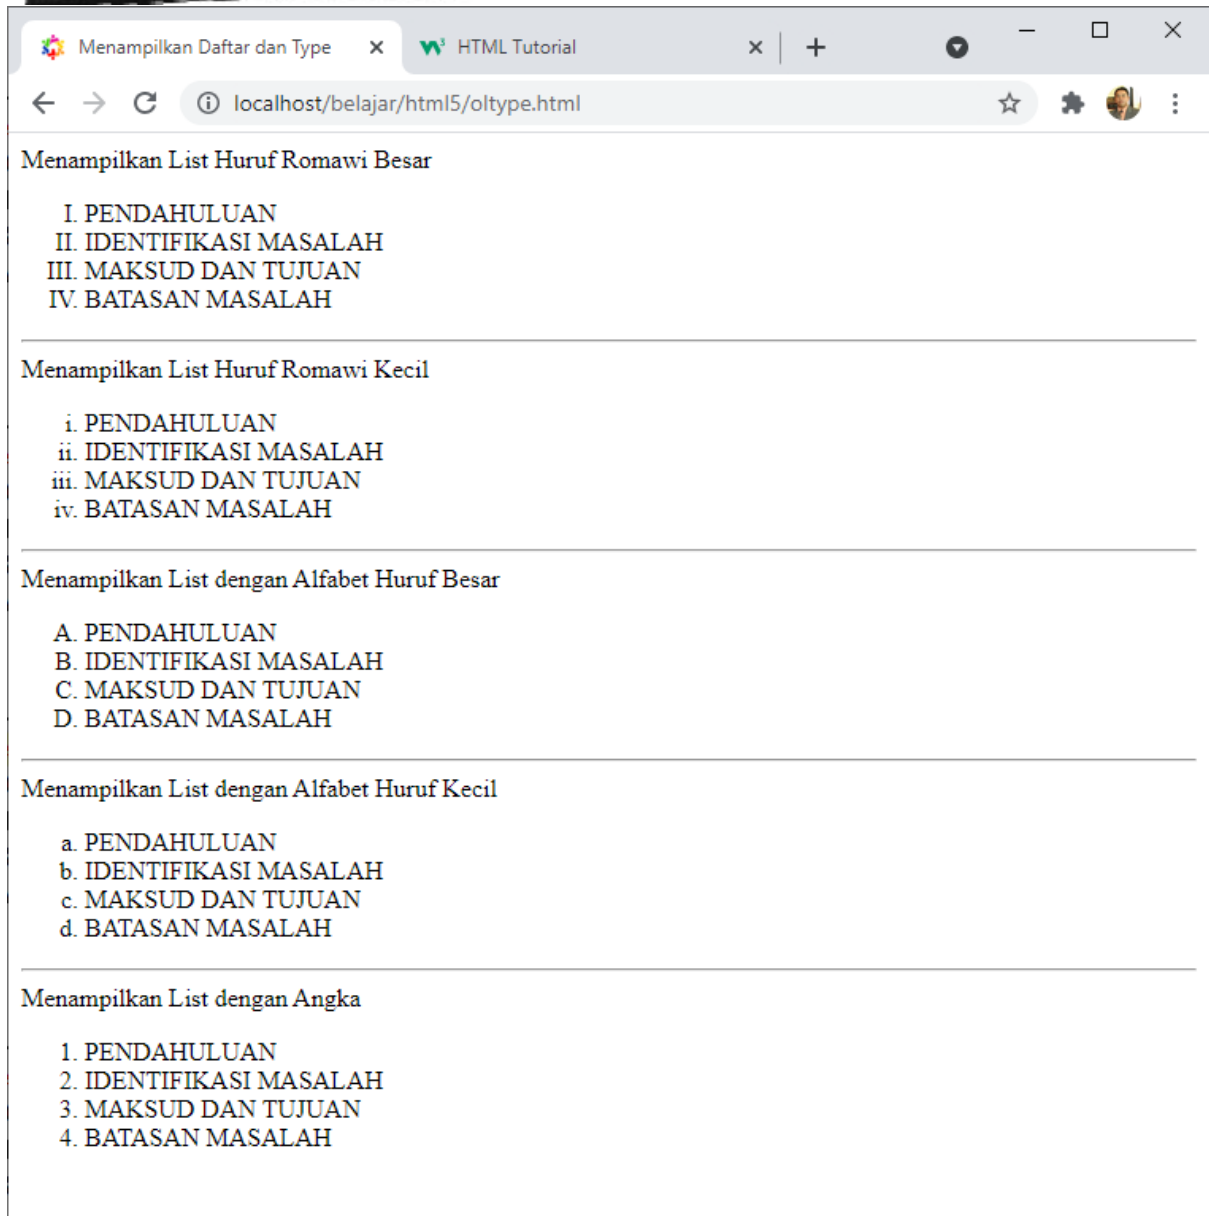 Menampilkan Daftar dan Type
HTML Tutorial
localhost/belajar/html5/oltype.html
Menampilkan List Huruf Romawi Besar
I. PENDAHULUAN
II. IDENTIFIKASI MASALAH
III. MAKSUD DAN TUJUAN
IV. BATASAN MASALAH
Menampilkan List Huruf Romawi Kecil
i. PENDAHULUAN
ii. IDENTIFIKASI MASALAH
iii. MAKSUD DAN TUJUAN
iv. BATASAN MASALAH
Menampilkan List dengan Alfabet Huruf Besar
A. PENDAHULUAN
B. IDENTIFIKASI MASALAH
C. MAKSUD DAN TUJUAN
D. BATASAN MASALAH
Menampilkan List dengan Alfabet Huruf Kecil
a. PENDAHULUAN
b. IDENTIFIKASI MASALAH
c. MAKSUD DAN TUJUAN
d. BATASAN MASALAH
Menampilkan List dengan Angka
1. PENDAHULUAN
2. IDENTIFIKASI MASALAH
3. MAKSUD DAN TUJUAN
4. BATASAN MASALAH